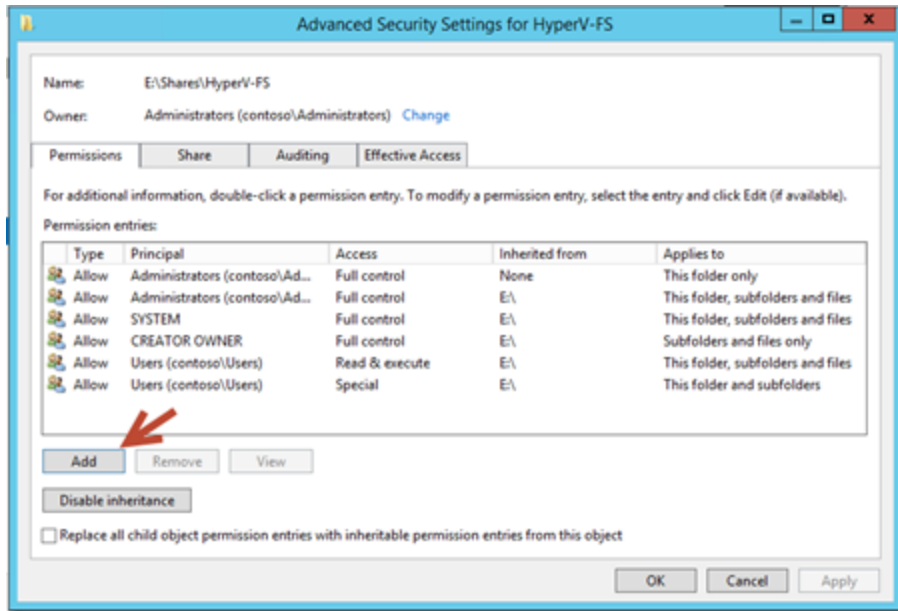 Advanced Security Settings for HyperV-FS
Name: E:\Shares\HyperV-FS
Owner: Administrators (contoso\Administrators) Change
Permissions Share Auditing Effective Access
For additional information, double-click a permission entry. To modify a permission entry, select the entry and click Edit (if available).
Permission entries:
Type Principal Access Inherited from Applies to
Allow Administrators (contoso\Ad... Full control None This folder only
Allow Administrators (contoso\Ad... Full control E:\ This folder, subfolders and files
Allow SYSTEM Full control E:\ This folder, subfolders and files
Allow CREATOR OWNER Full control E:\ Subfolders and files only
Allow Users (contoso\Users) Read & execute E:\ This folder, subfolders and files
Allow Users (contoso\Users) Special E:\ This folder and subfolders
Add Remove View
Disable inheritance
Replace all child object permission entries with inheritable permission entries from this object
OK Cancel Apply